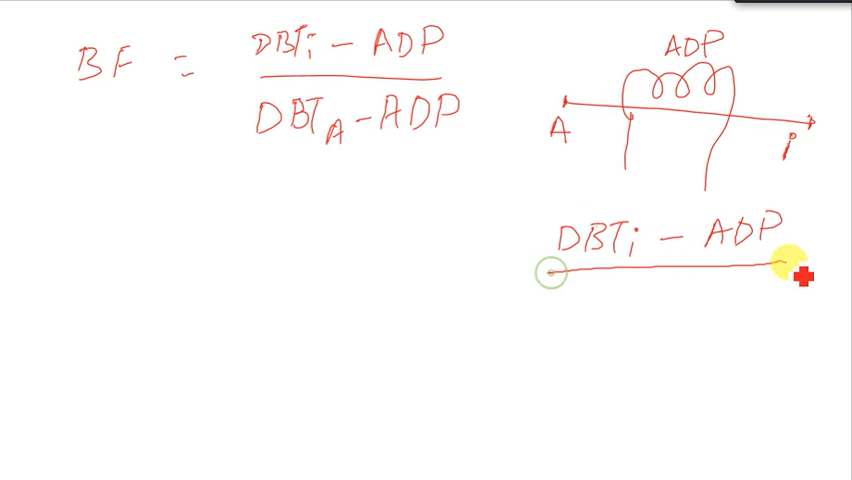 BF = DBTi - ADP
DBTA - ADP
ADP
A
i
DBTi - ADP